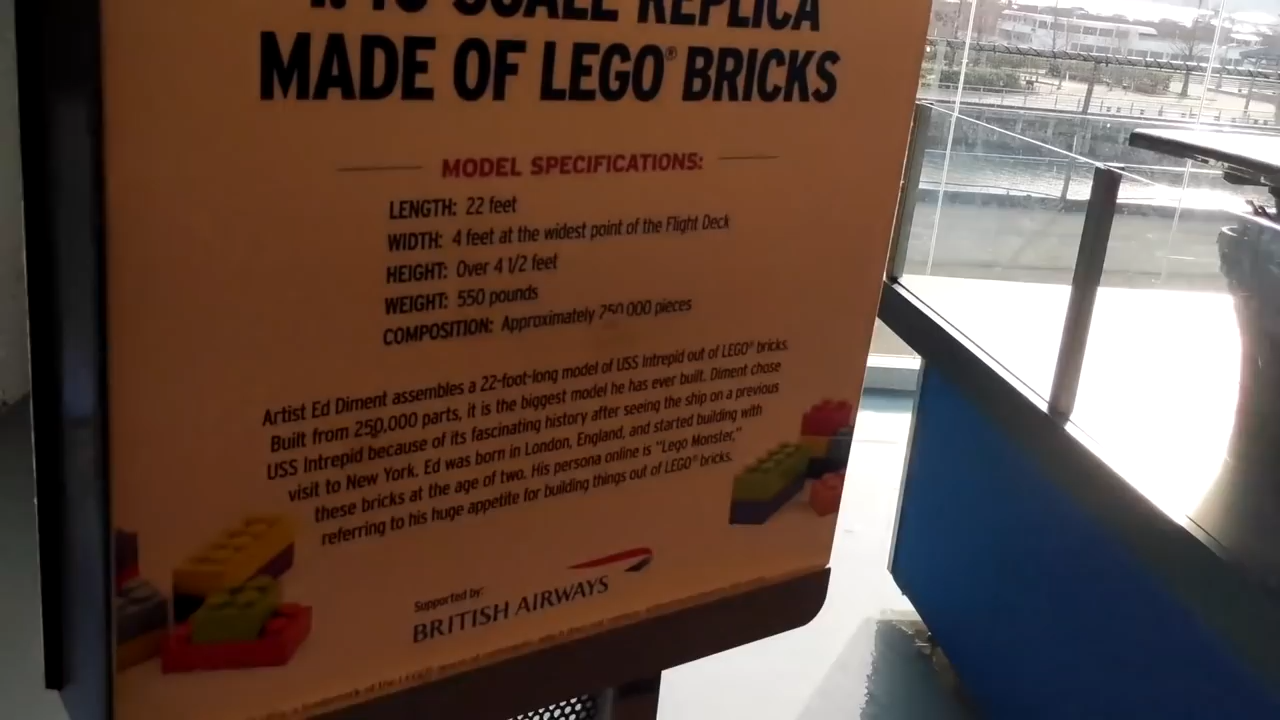 SCALE REPLICA
MADE OF LEGO® BRICKS
MODEL SPECIFICATIONS:
LENGTH: 22 feet
WIDTH: 4 feet at the widest point of the Flight Deck
HEIGHT: Over 4 1/2 feet
WEIGHT: 550 pounds
COMPOSITION: Approximately 250,000 pieces
Artist Ed Diment assembles a 22-foot-long model of USS Intrepid out of LEGO® bricks.
Built from 250,000 parts, it is the biggest model he has ever built. Diment chose
USS Intrepid because of its fascinating history after seeing the ship on a previous
visit to New York. Ed was born in London, England, and started building with
these bricks at the age of two. His persona online is "Lego Monster,"
referring to his huge appetite for building things out of LEGO® bricks.
Supported by:
BRITISH AIRWAYS